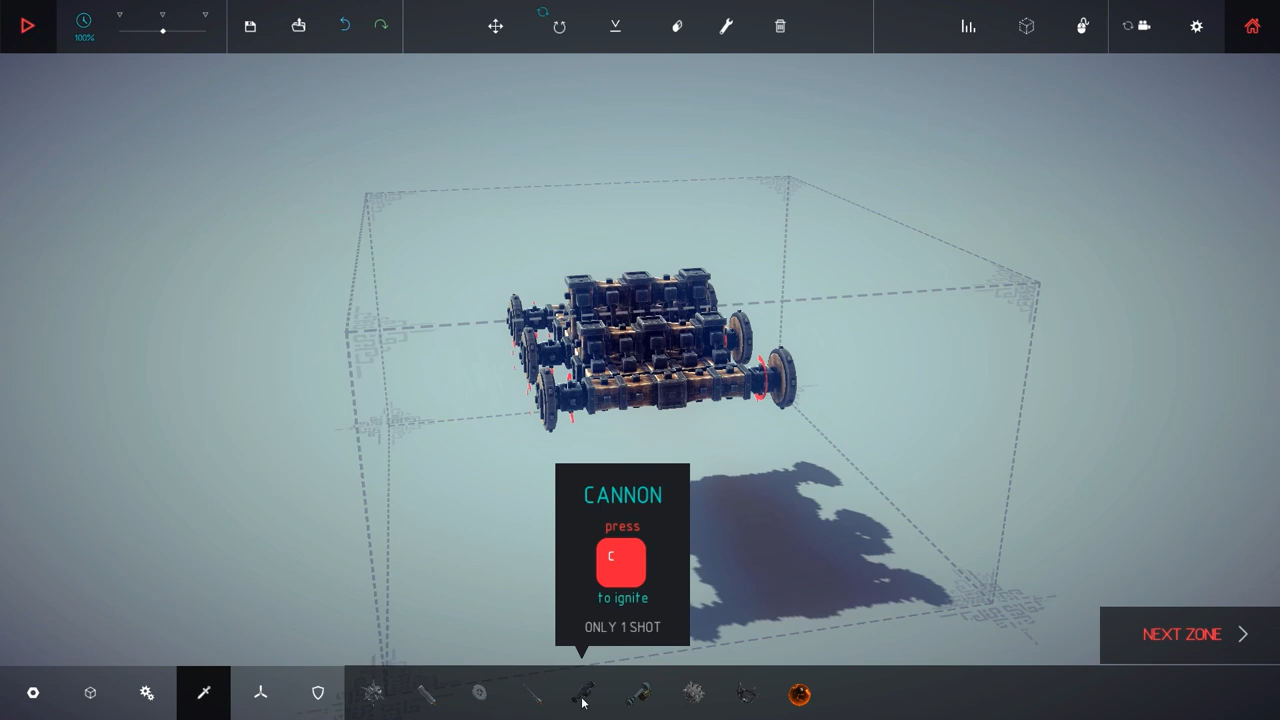 100%
CANNON
press
C
to ignite
ONLY 1 SHOT
NEXT ZONE